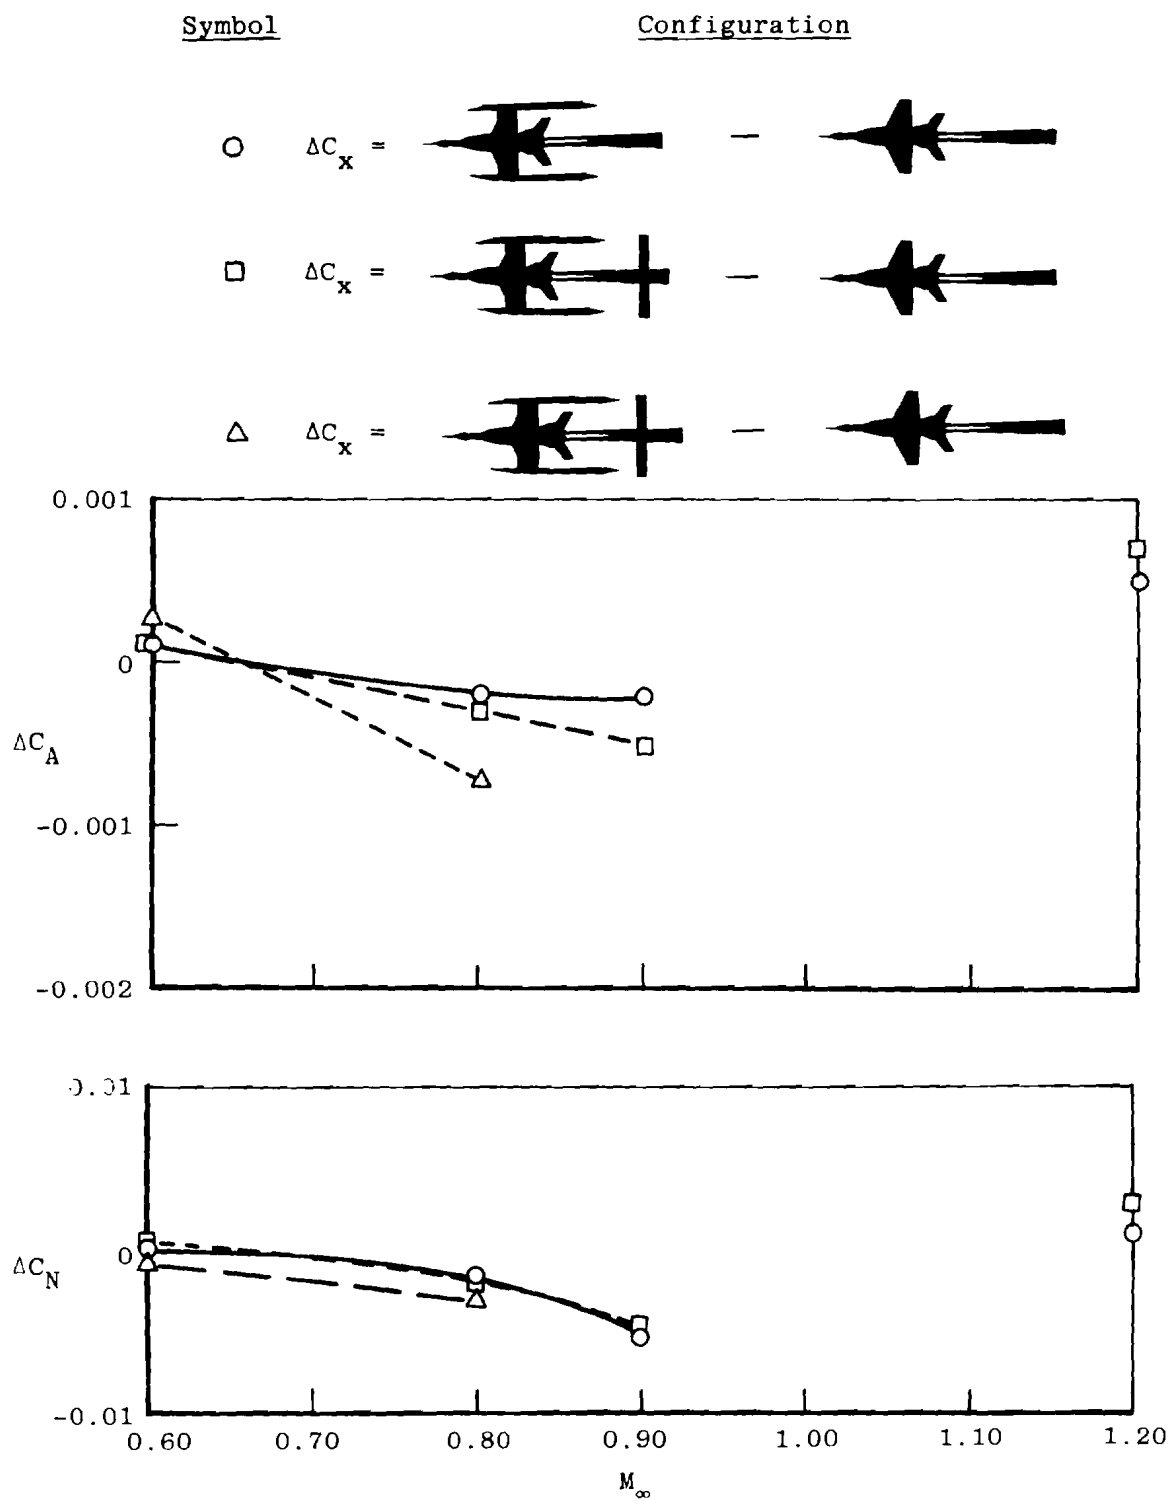 Symbol Configuration
ΔCx =
ΔCx =
ΔCx =
0.001
0
ΔCA
-0.001
-0.002
0
ΔCN
-0.01
0.60 0.70 0.80 0.90 1.00 1.10 1.20
M∞